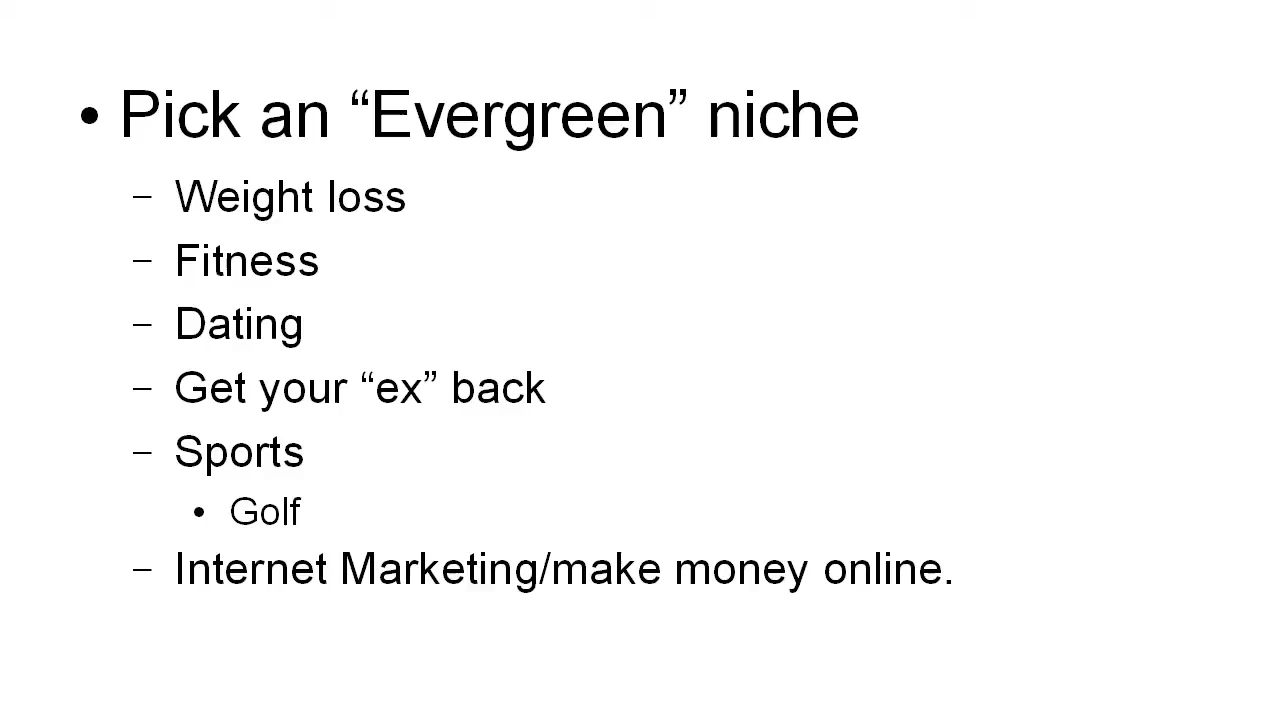 • Pick an “Evergreen” niche
– Weight loss
– Fitness
– Dating
– Get your “ex” back
– Sports
• Golf
– Internet Marketing/make money online.